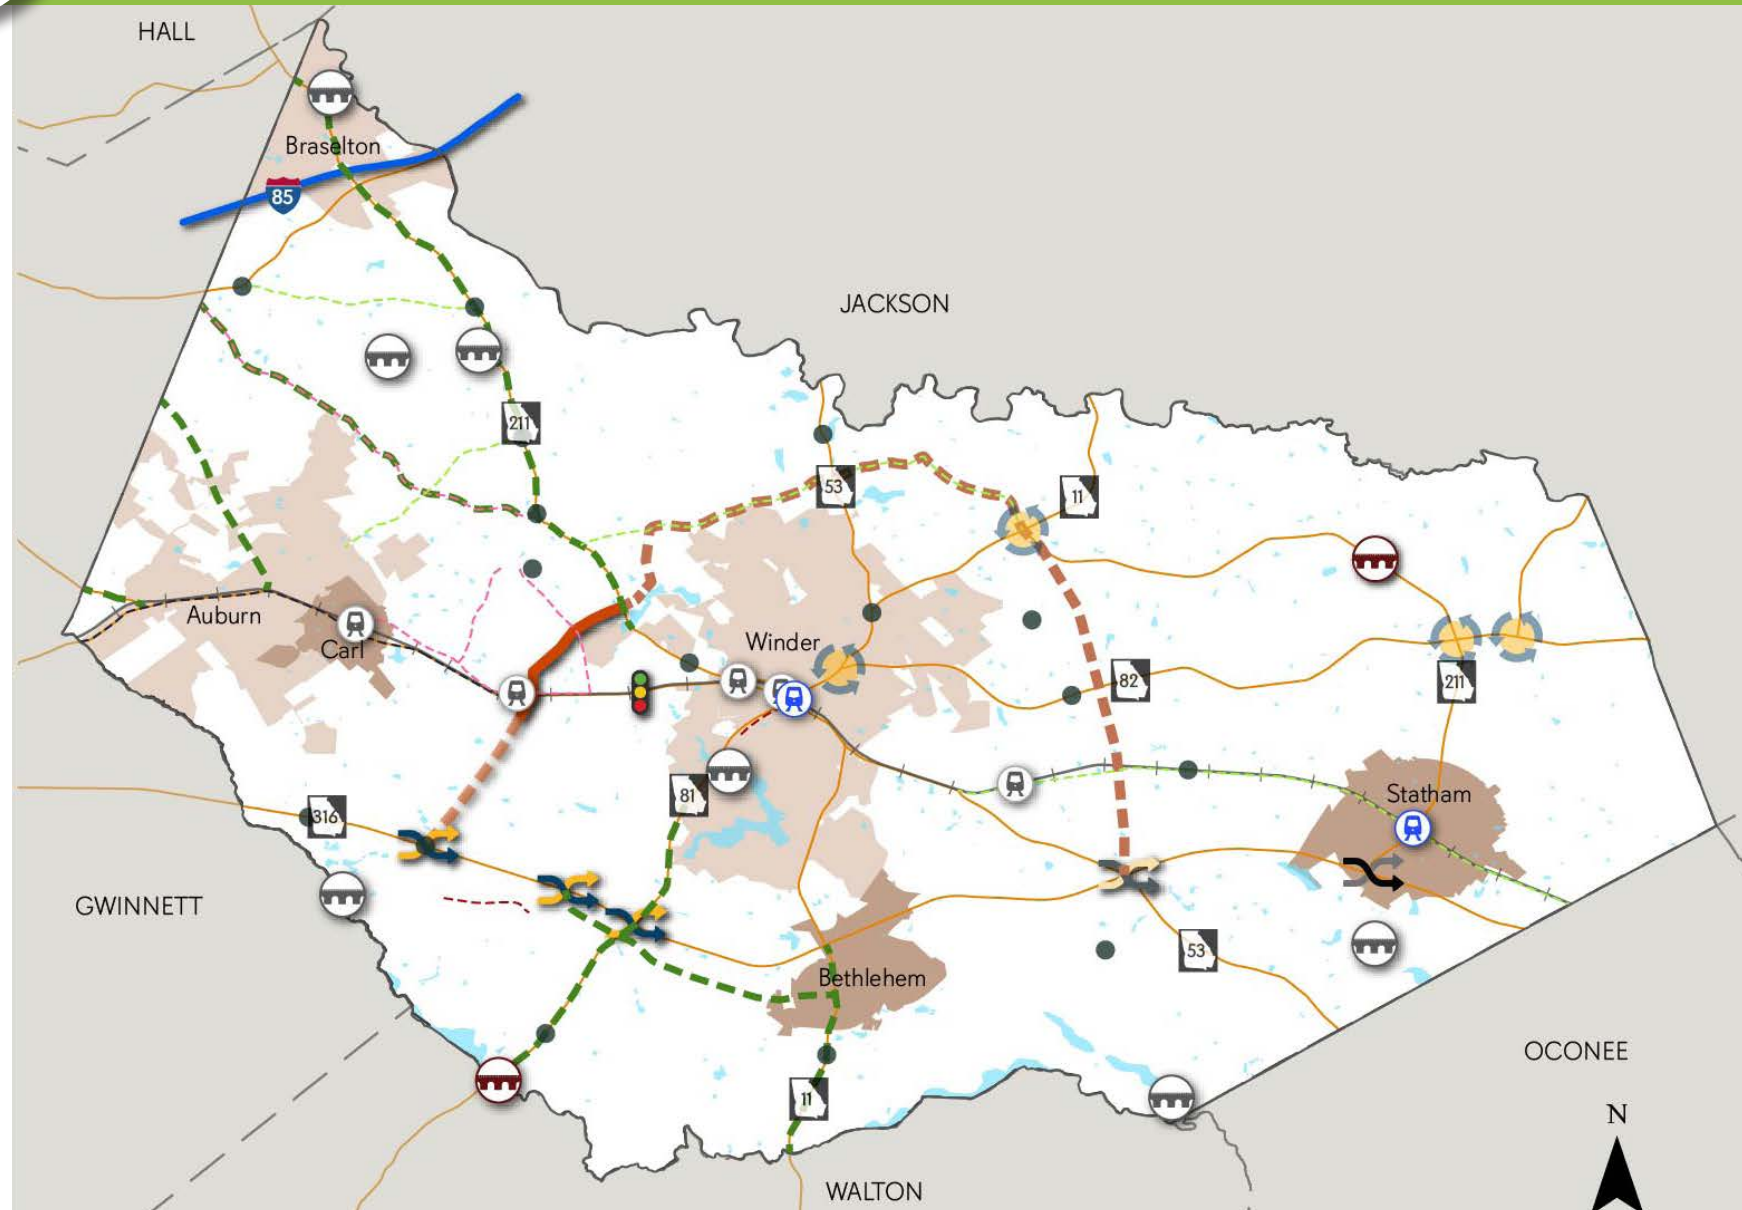 HALL
Braselton
85
JACKSON
211
53
11
Auburn
Carl
Winder
82
211
81
316
Statham
GWINNETT
53
Bethlehem
OCONEE
11
N
WALTON